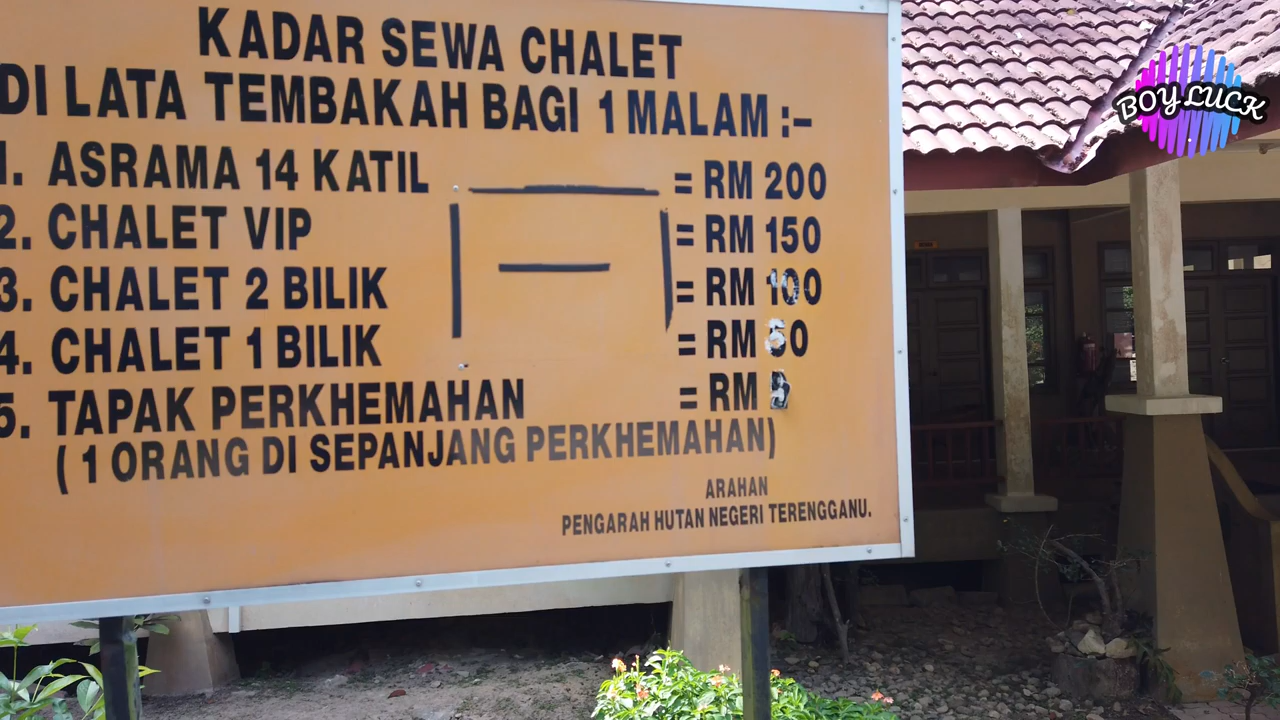 KADAR SEWA CHALET
DI LATA TEMBAKAH BAGI 1 MALAM :-
1. ASRAMA 14 KATIL = RM 200
2. CHALET VIP = RM 150
3. CHALET 2 BILIK = RM 100
4. CHALET 1 BILIK = RM 60
5. TAPAK PERKHEMAHAN = RM
(1 ORANG DI SEPANJANG PERKHEMAHAN)
ARAHAN
PENGARAH HUTAN NEGERI TERENGGANU.
BOY LUCK